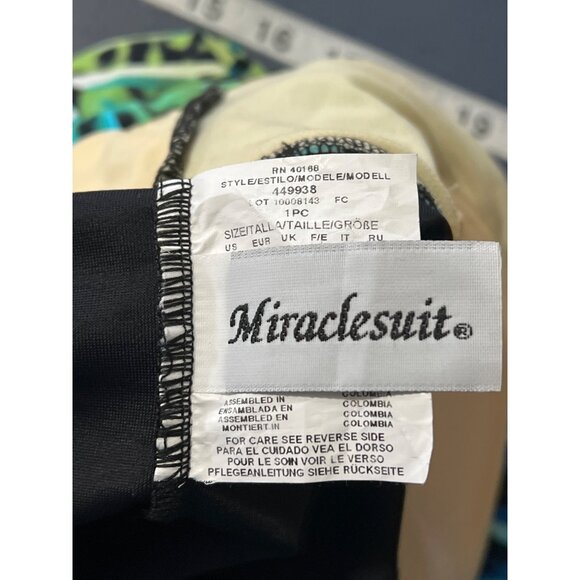 15
16
19
RN 40168
STYLE/ESTILO/MODELE/MODELL
449938
LOT 10008143 FC
1PC
SIZE/TALLA/TAILLE/GRÖßE
US EUR UK F/E IT RU
Miraclesuit®
ASSEMBLED IN COLOMBIA
ENSAMBLADA EN COLOMBIA
ASSEMBLED EN COLOMBIA
MONTIERT IN COLOMBIA
FOR CARE SEE REVERSE SIDE
PARA EL CUIDADO VEA EL DORSO
POUR LE SOIN VOIR LE VERSO
PFLEGEANLEITUNG SIEHE RÜCKSEITE